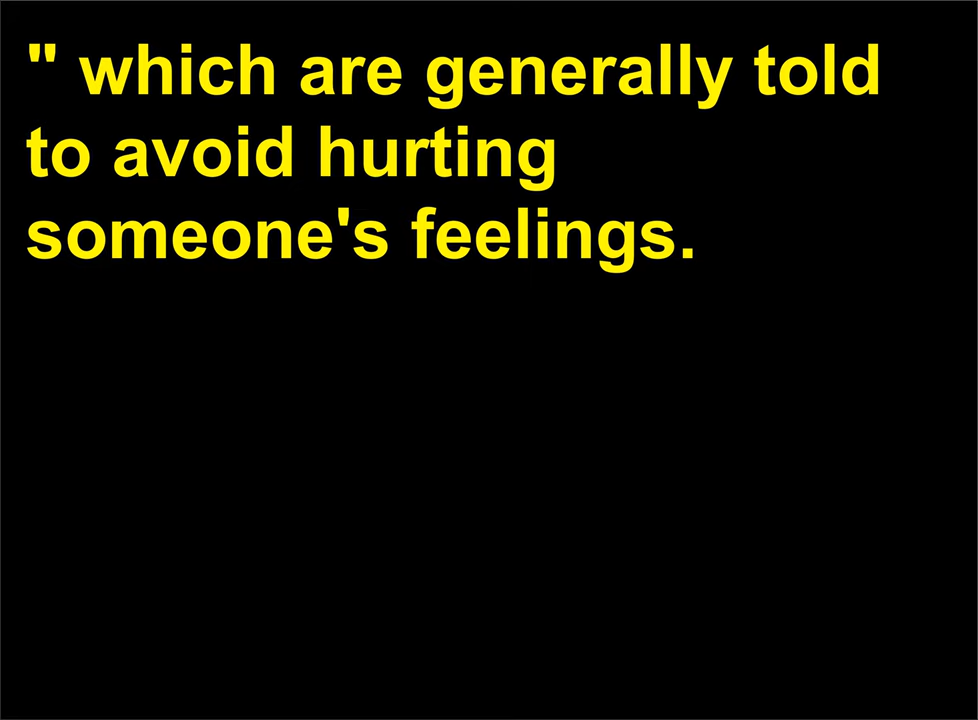 " which are generally told
to avoid hurting
someone's feelings.